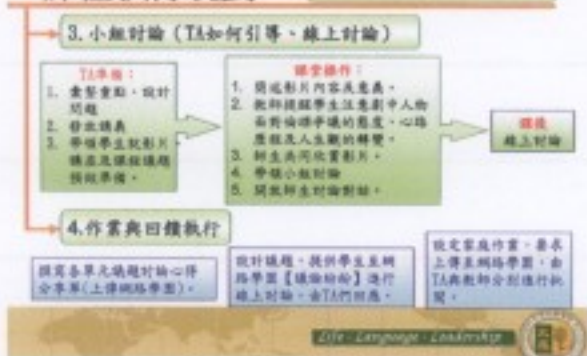 3.小組討論(TA如何引導、線上討論)
TA準備:
1. 彙整重點、設計
問題
2. 發放講義
3. 帶領學生就影片、
講座及課程議題
預做準備。
課堂操作:
1. 簡述影片內容及意義。
2. 教師提醒學生注意劇中人物
面對倫理爭議的態度、心路
歷程及人生觀的轉變。
3. 師生共同欣賞影片。
4. 帶領小組討論
5. 開放師生討論對話。
課後
線上討論
4.作業與回饋執行
撰寫各單元議題討論心得
分享單(上傳網路學園)。
設計議題,提供學生至網
路學園【議論紛紛】進行
線上討論,由TA們回應。
設定家庭作業,要求
上傳至網路學園,由
TA與教師分別進行批
閱。
Life · Language · Leadership